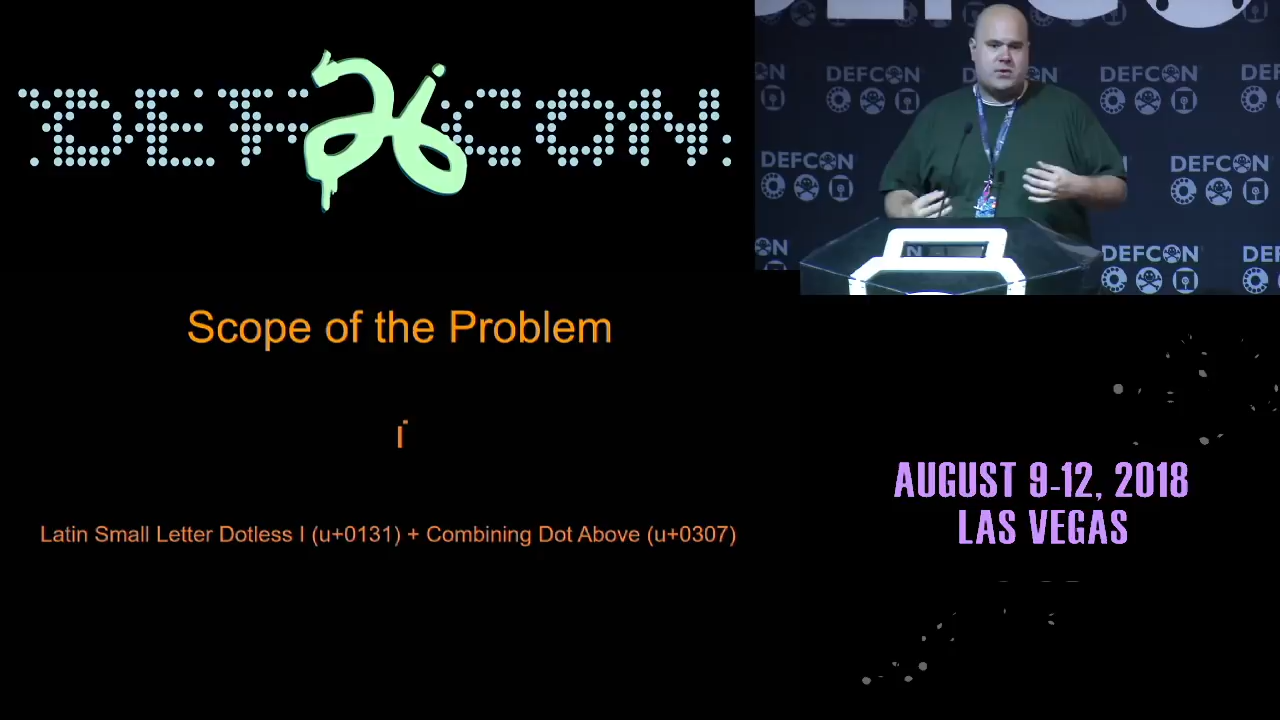 DEF 26 CON
DEFCON
DEFCON
DEFCON
DEFCON
DEFCON
DEFCON
Scope of the Problem
ı̇
Latin Small Letter Dotless I (u+0131) + Combining Dot Above (u+0307)
AUGUST 9-12, 2018
LAS VEGAS